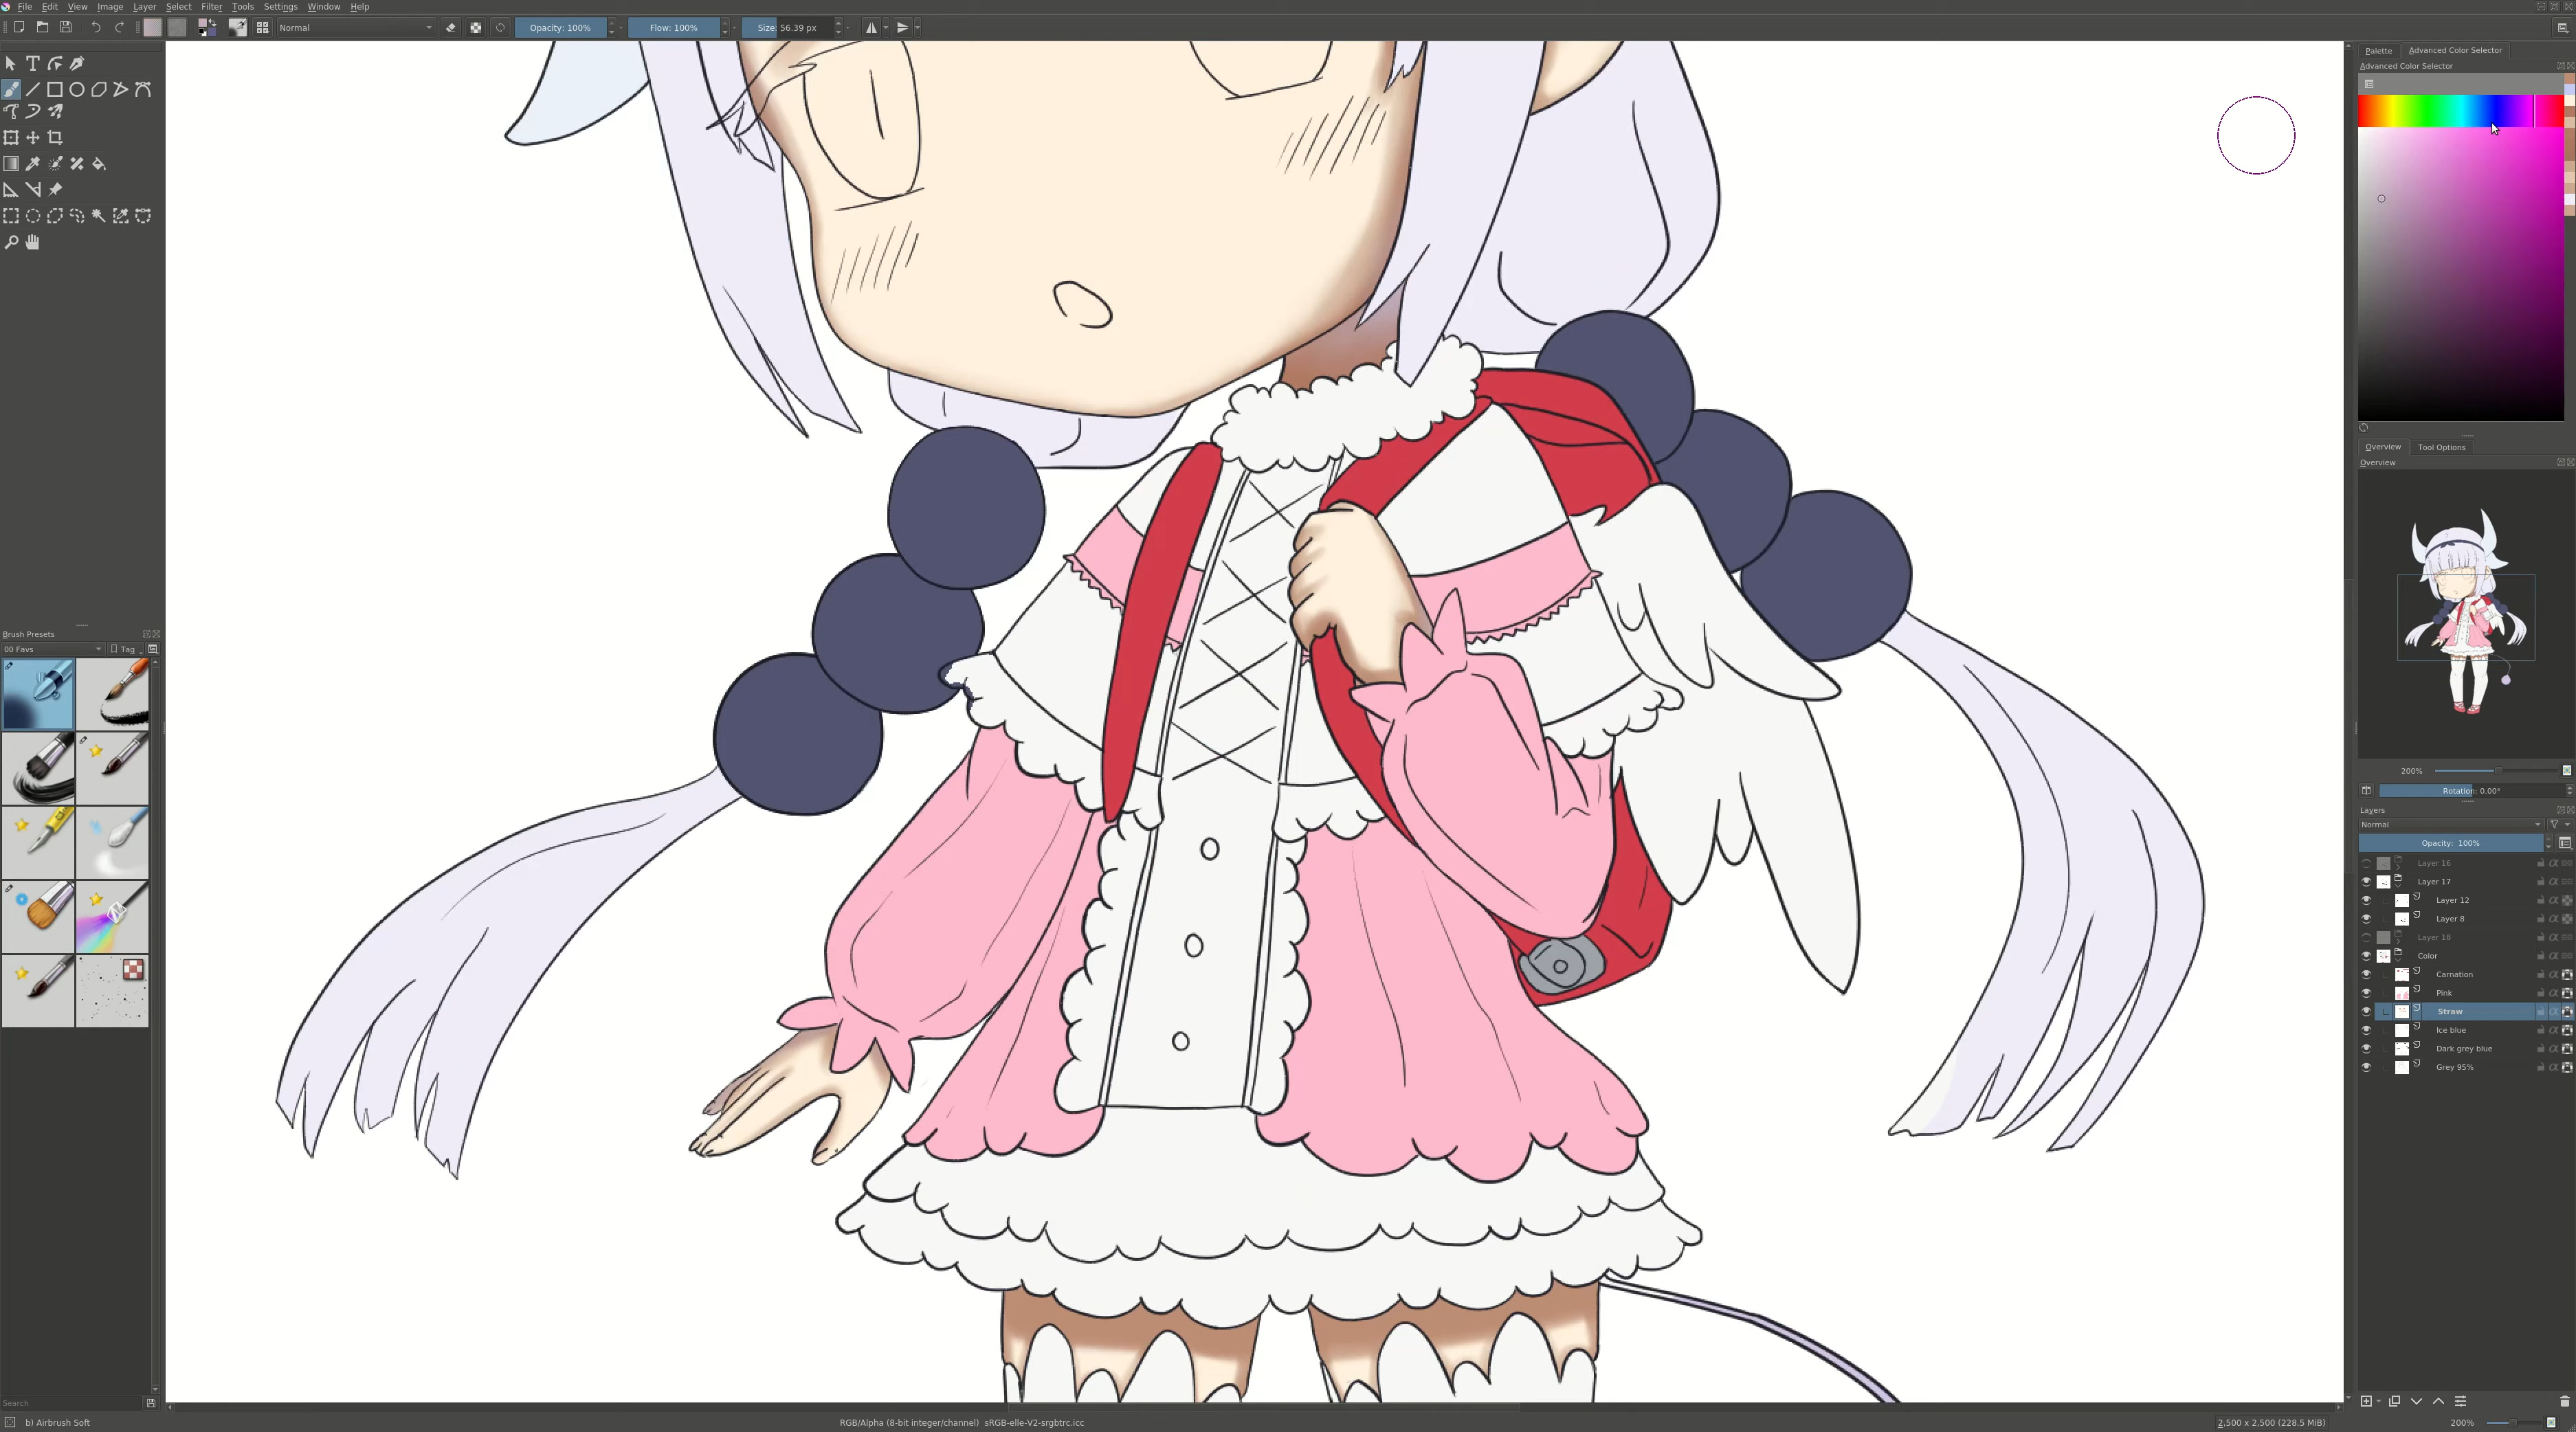 File Edit View Image Layer Select Filter Tools Settings Window Help
Normal Opacity: 100% Flow: 100% Size: 56.39 px
Palette Advanced Color Selector
Advanced Color Selector
Overview Tool Options
Overview
Brush Presets
00 Favs Tag
200%
Rotation: 0.00°
Layers
Normal
Opacity: 100%
Layer 16
Layer 17
Layer 12
Layer 8
Layer 18
Color
Carnation
Pink
Straw
Ice blue
Dark grey blue
Grey 95%
Search
b) Airbrush Soft RGB/Alpha (8-bit integer/channel) sRGB-elle-V2-srgbtrc.icc 2,500 x 2,500 (228.5 MiB) 200%